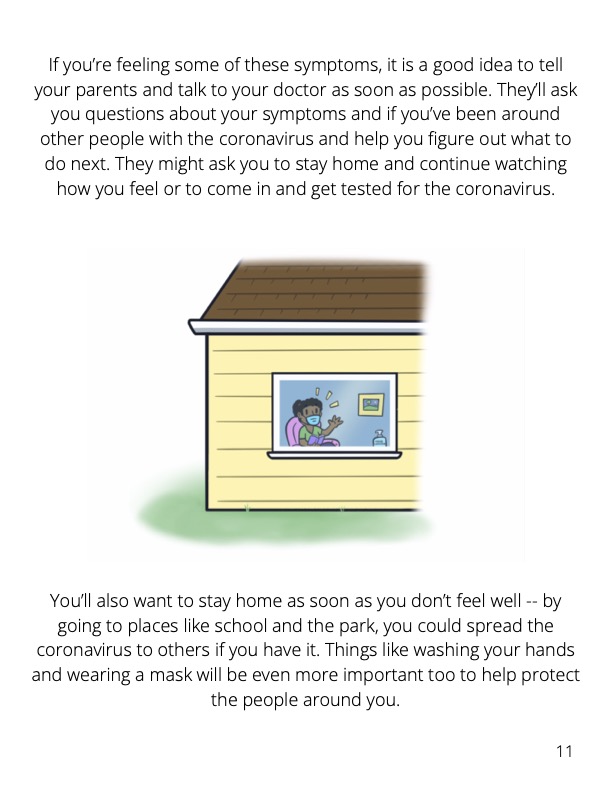 If you’re feeling some of these symptoms, it is a good idea to tell
your parents and talk to your doctor as soon as possible. They’ll ask
you questions about your symptoms and if you’ve been around
other people with the coronavirus and help you figure out what to
do next. They might ask you to stay home and continue watching
how you feel or to come in and get tested for the coronavirus.
You’ll also want to stay home as soon as you don’t feel well -- by
going to places like school and the park, you could spread the
coronavirus to others if you have it. Things like washing your hands
and wearing a mask will be even more important too to help protect
the people around you.
11